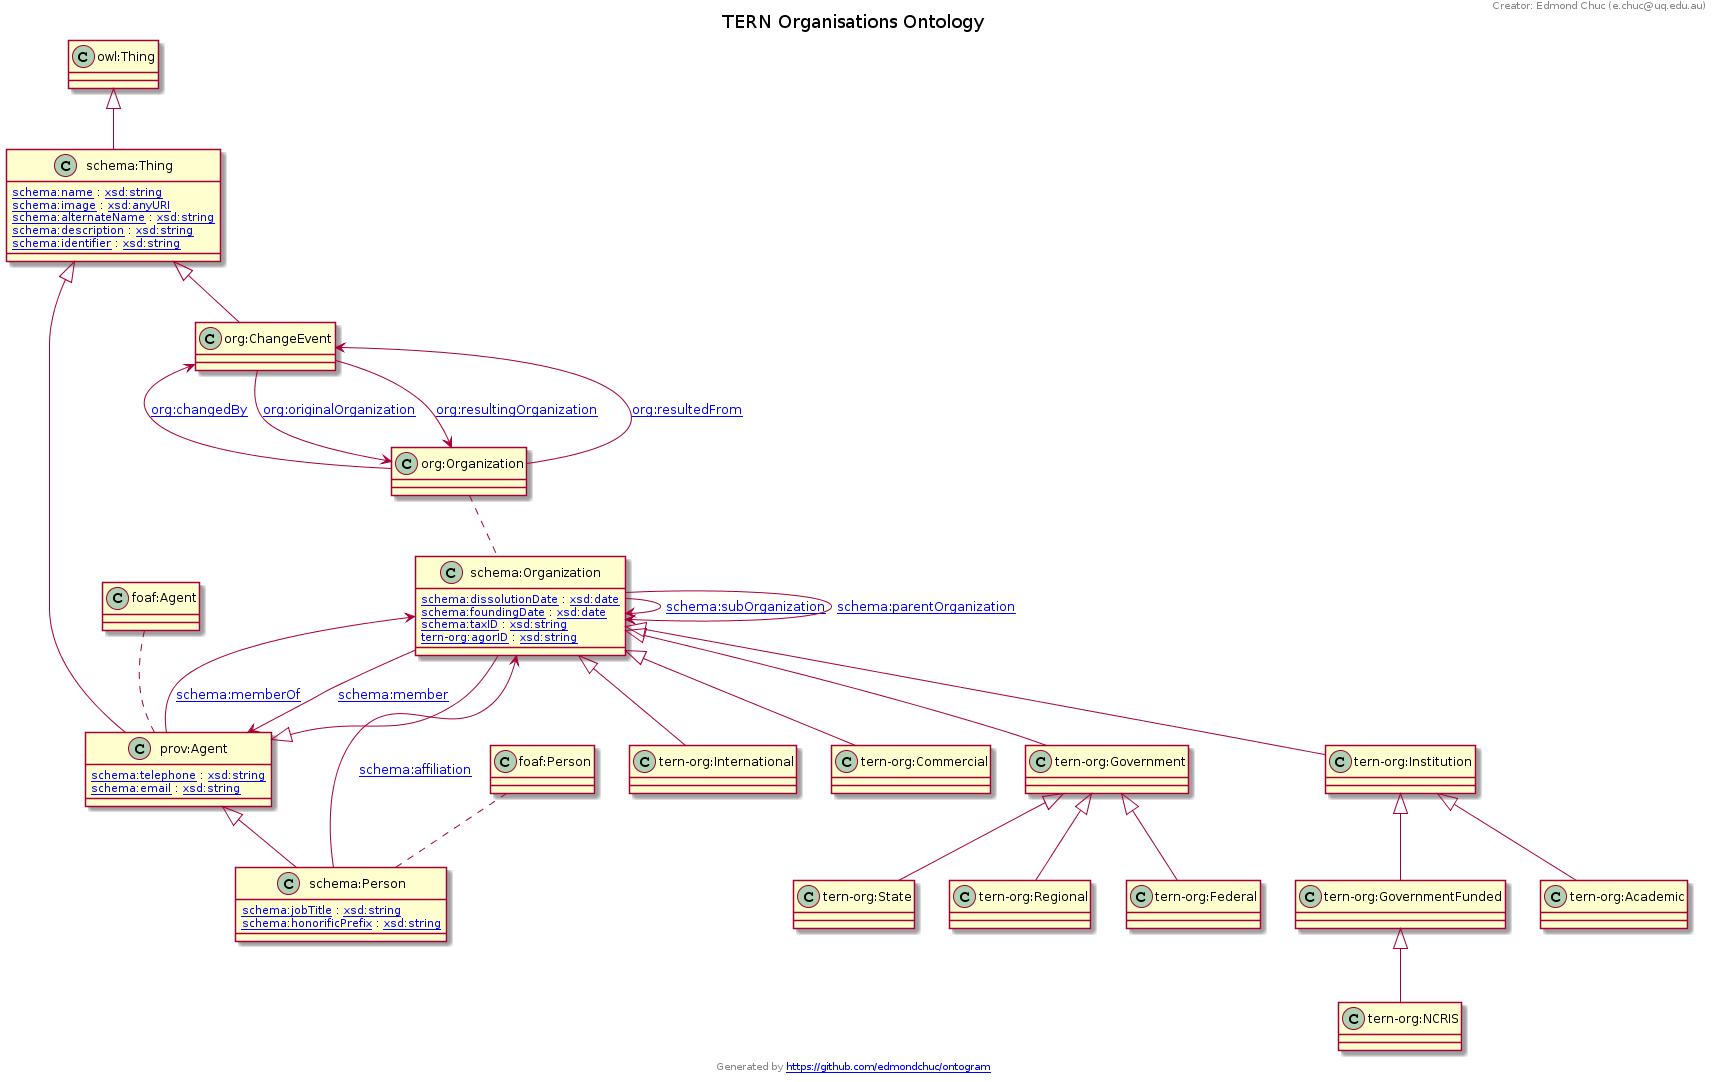 Creator: Edmond Chuc (e.chuc@uq.edu.au)
TERN Organisations Ontology
C owl:Thing
C schema:Thing
schema:name : xsd:string
schema:image : xsd:anyURI
schema:alternateName : xsd:string
schema:description : xsd:string
schema:identifier : xsd:string
C org:ChangeEvent
org:changedBy
org:originalOrganization
org:resultingOrganization
org:resultedFrom
C org:Organization
C schema:Organization
schema:dissolutionDate : xsd:date
schema:foundingDate : xsd:date
schema:taxID : xsd:string
tern-org:agorID : xsd:string
schema:subOrganization
schema:parentOrganization
C foaf:Agent
schema:memberOf
schema:member
C prov:Agent
schema:telephone : xsd:string
schema:email : xsd:string
schema:affiliation
C foaf:Person
C tern-org:International
C tern-org:Commercial
C tern-org:Government
C tern-org:Institution
C schema:Person
schema:jobTitle : xsd:string
schema:honorificPrefix : xsd:string
C tern-org:State
C tern-org:Regional
C tern-org:Federal
C tern-org:GovernmentFunded
C tern-org:Academic
C tern-org:NCRIS
Generated by https://github.com/edmondchuc/ontogram